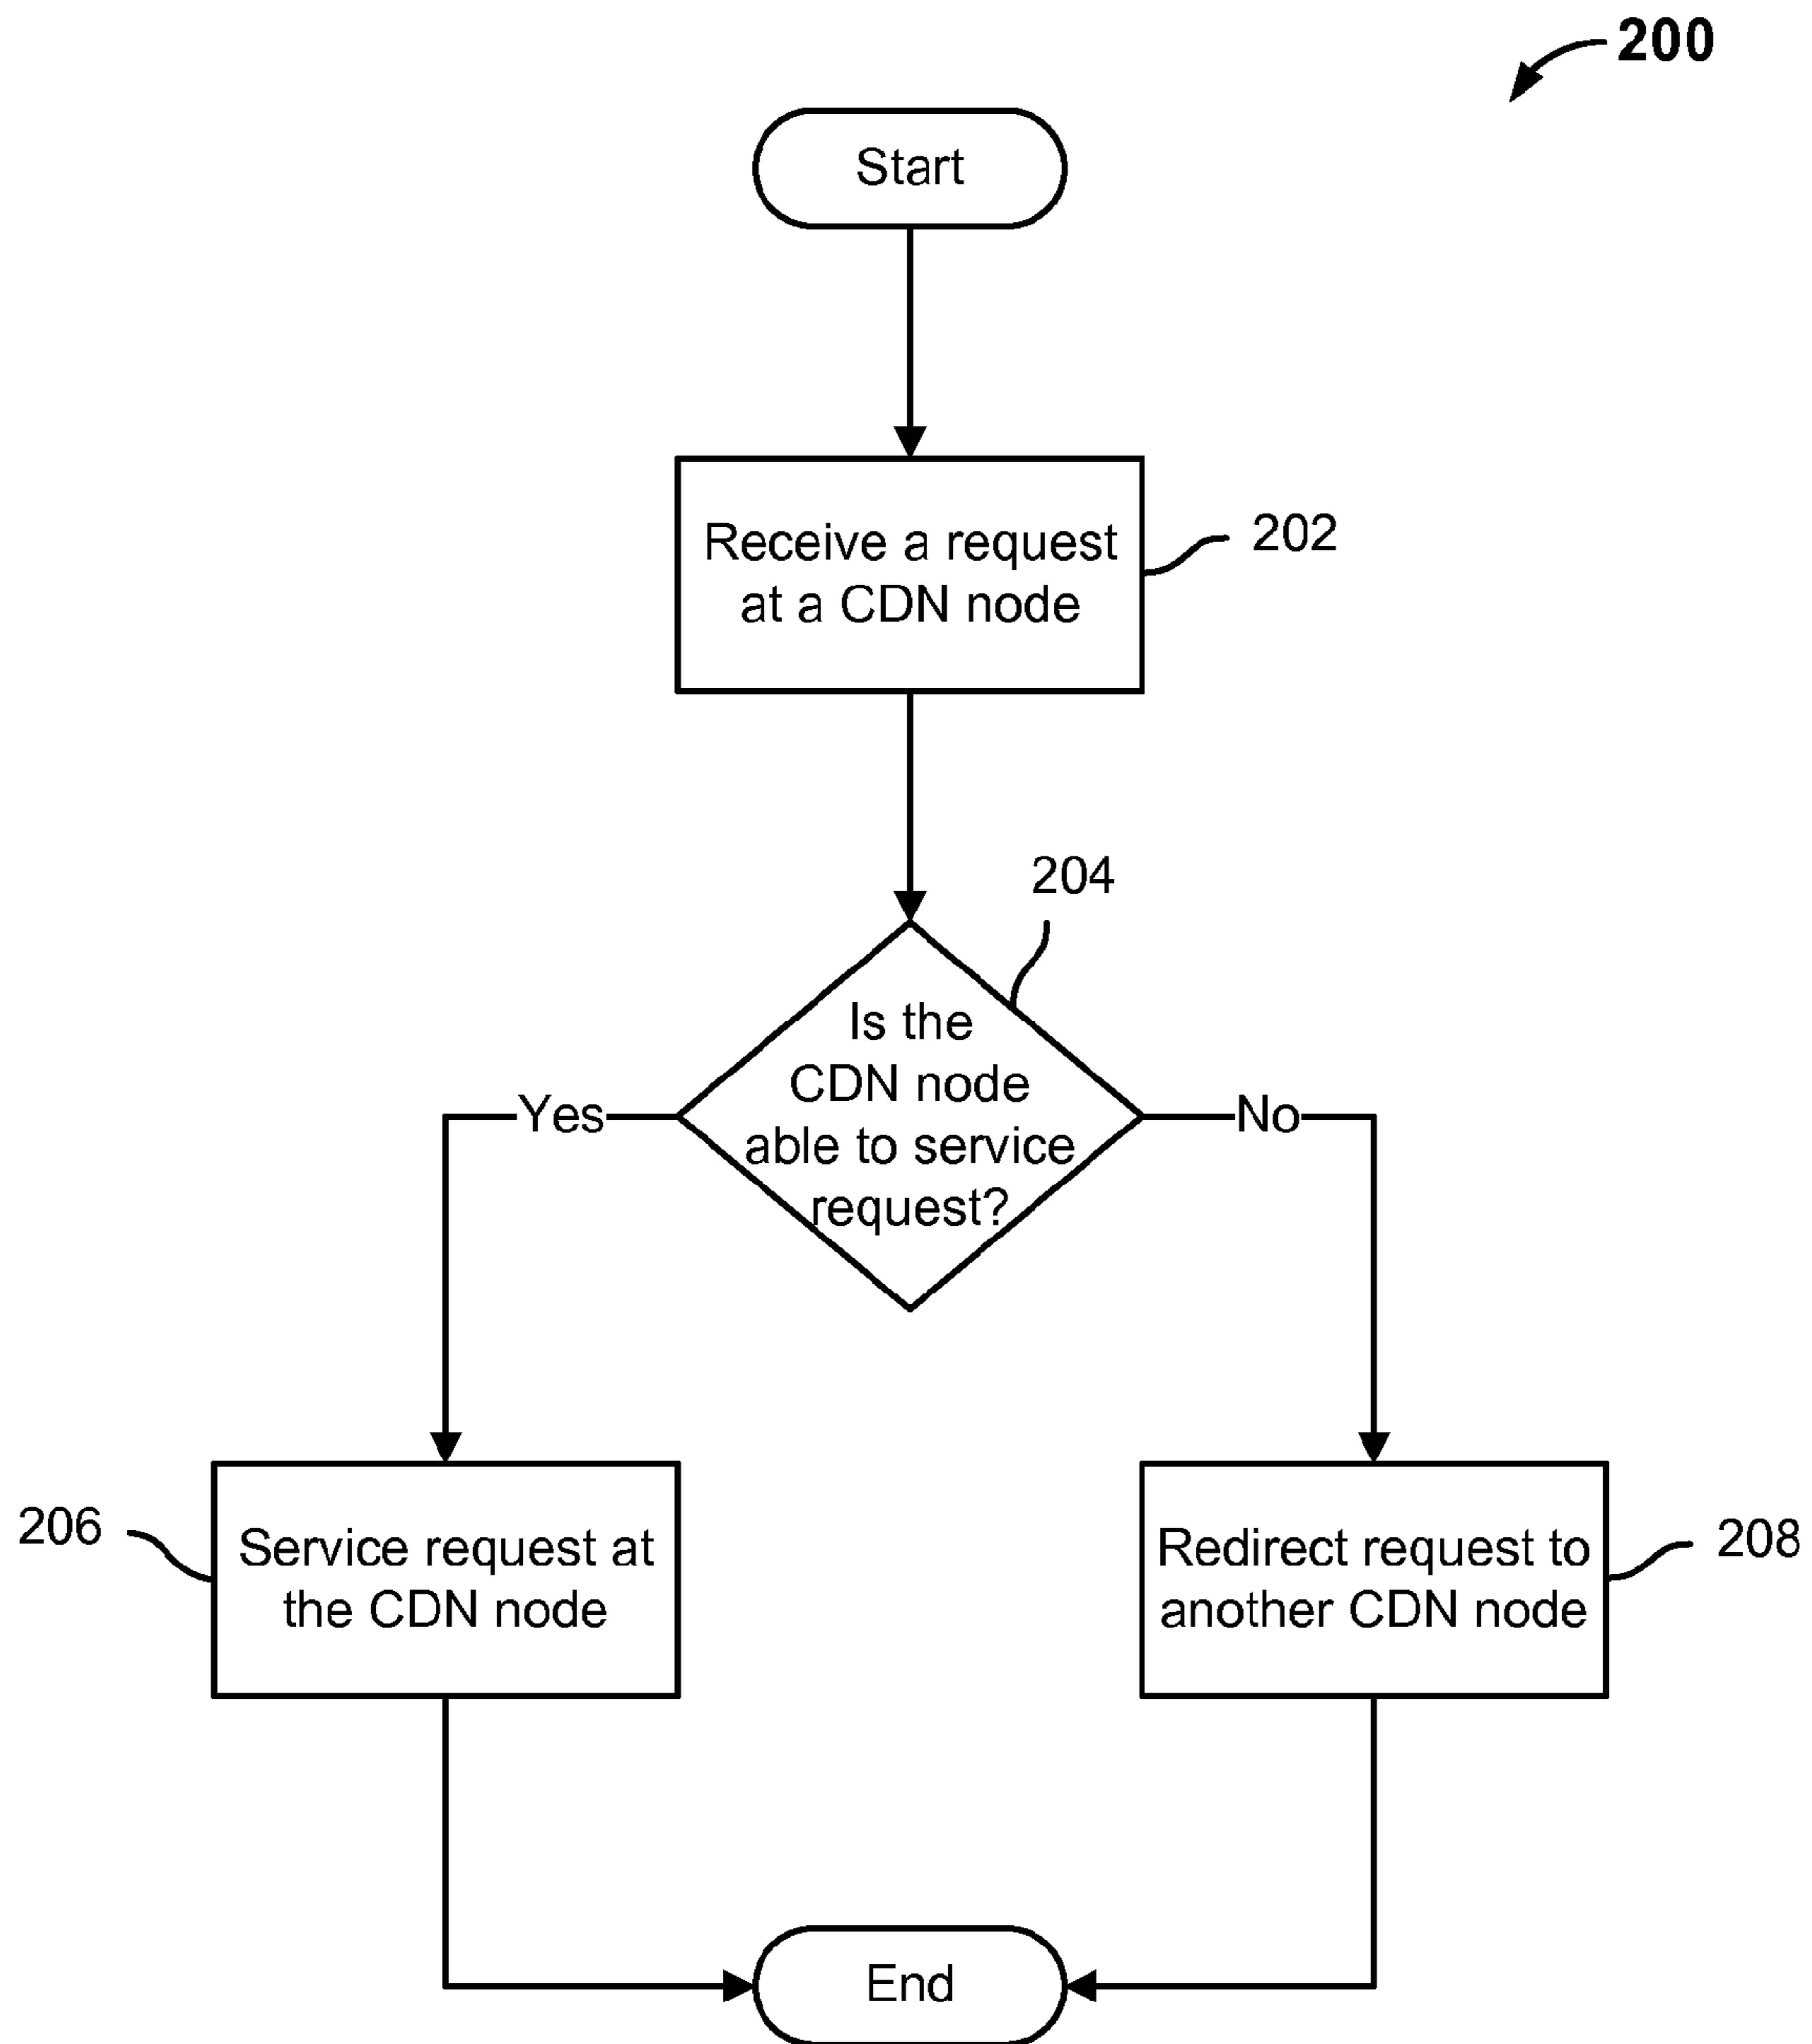 200
Start
Receive a request
at a CDN node
202
204
Is the
CDN node
able to service
request?
Yes
No
206
Service request at
the CDN node
Redirect request to
another CDN node
208
End